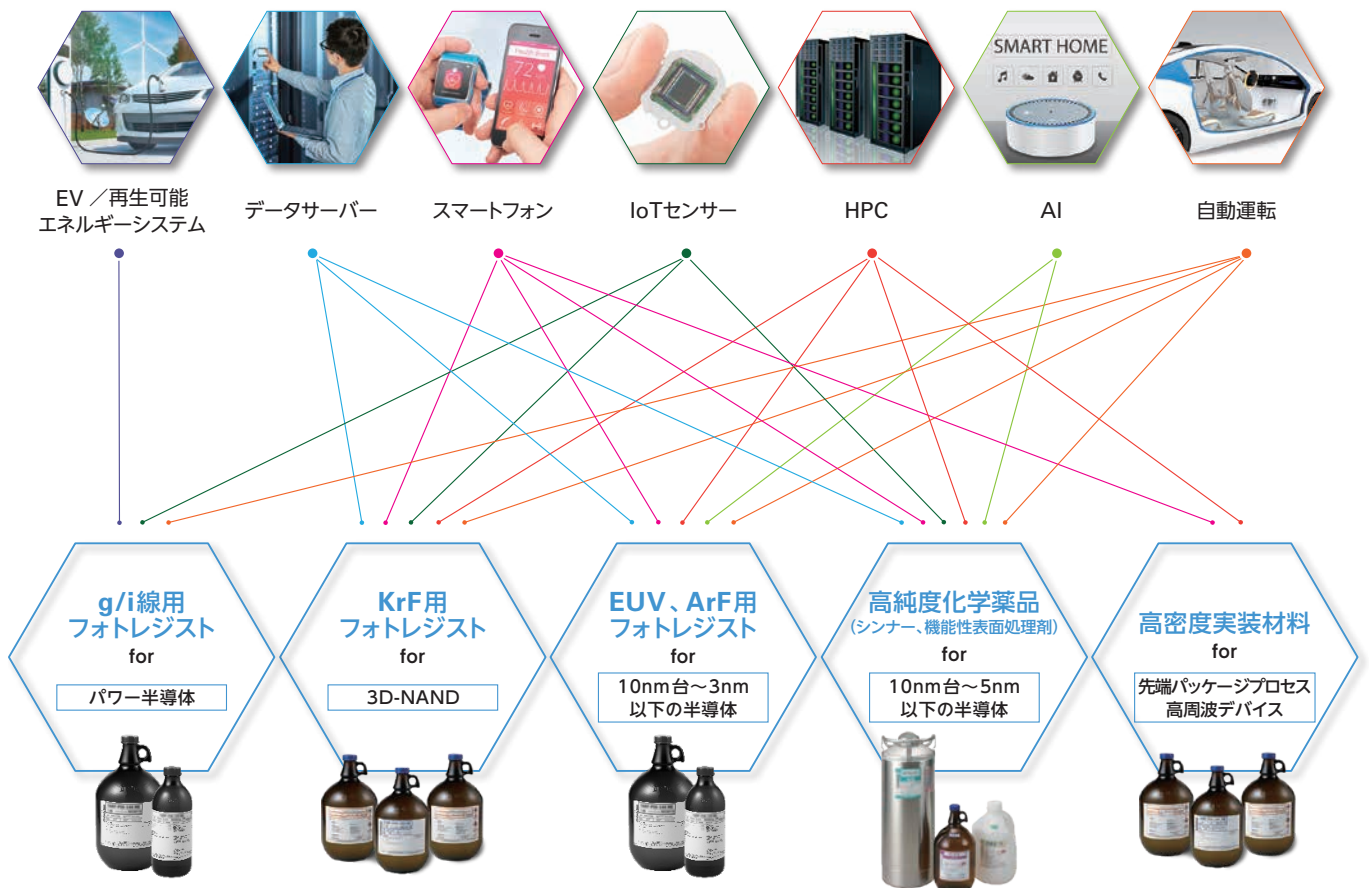 SMART HOME
EV／再生可能
エネルギーシステム
データサーバー
スマートフォン
IoTセンサー
HPC
AI
自動運転
g/i線用
フォトレジスト
for
パワー半導体
KrF用
フォトレジスト
for
3D-NAND
EUV、ArF用
フォトレジスト
for
10nm台〜3nm
以下の半導体
高純度化学薬品
(シンナー、機能性表面処理剤)
for
10nm台〜5nm
以下の半導体
高密度実装材料
for
先端パッケージプロセス
高周波デバイス